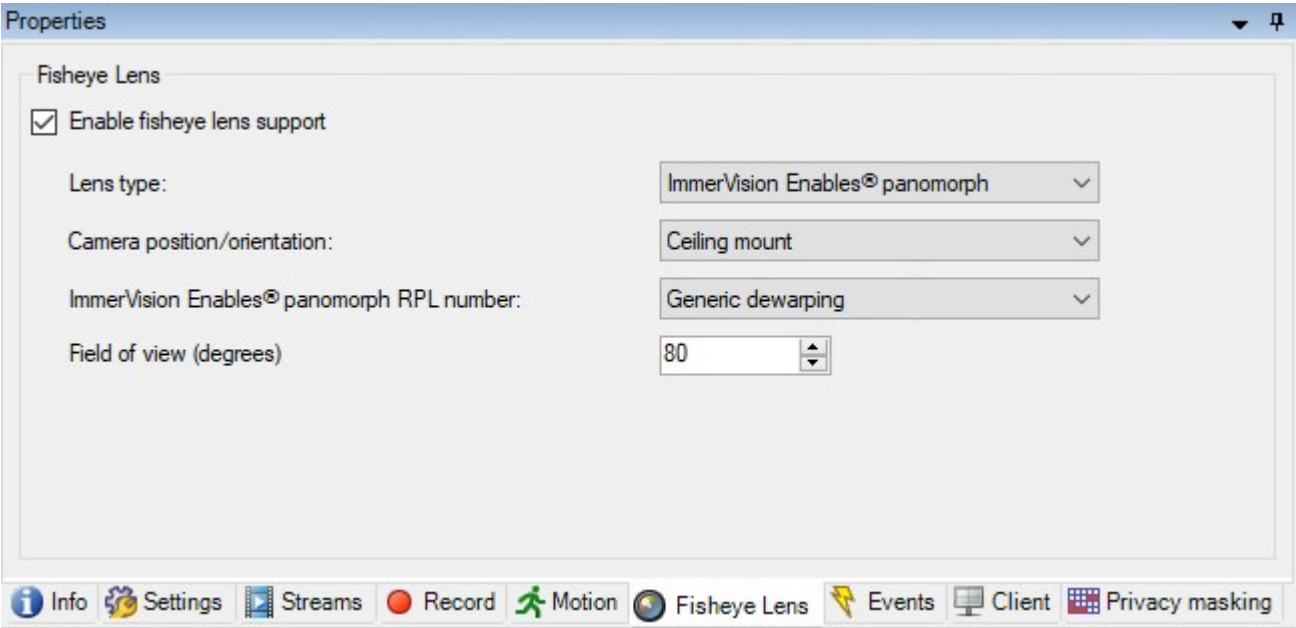 Properties
Fisheye Lens
Enable fisheye lens support
Lens type: ImmerVision Enables® panomorph
Camera position/orientation: Ceiling mount
ImmerVision Enables® panomorph RPL number: Generic dewarping
Field of view (degrees) 80
Info Settings Streams Record Motion Fisheye Lens Events Client Privacy masking